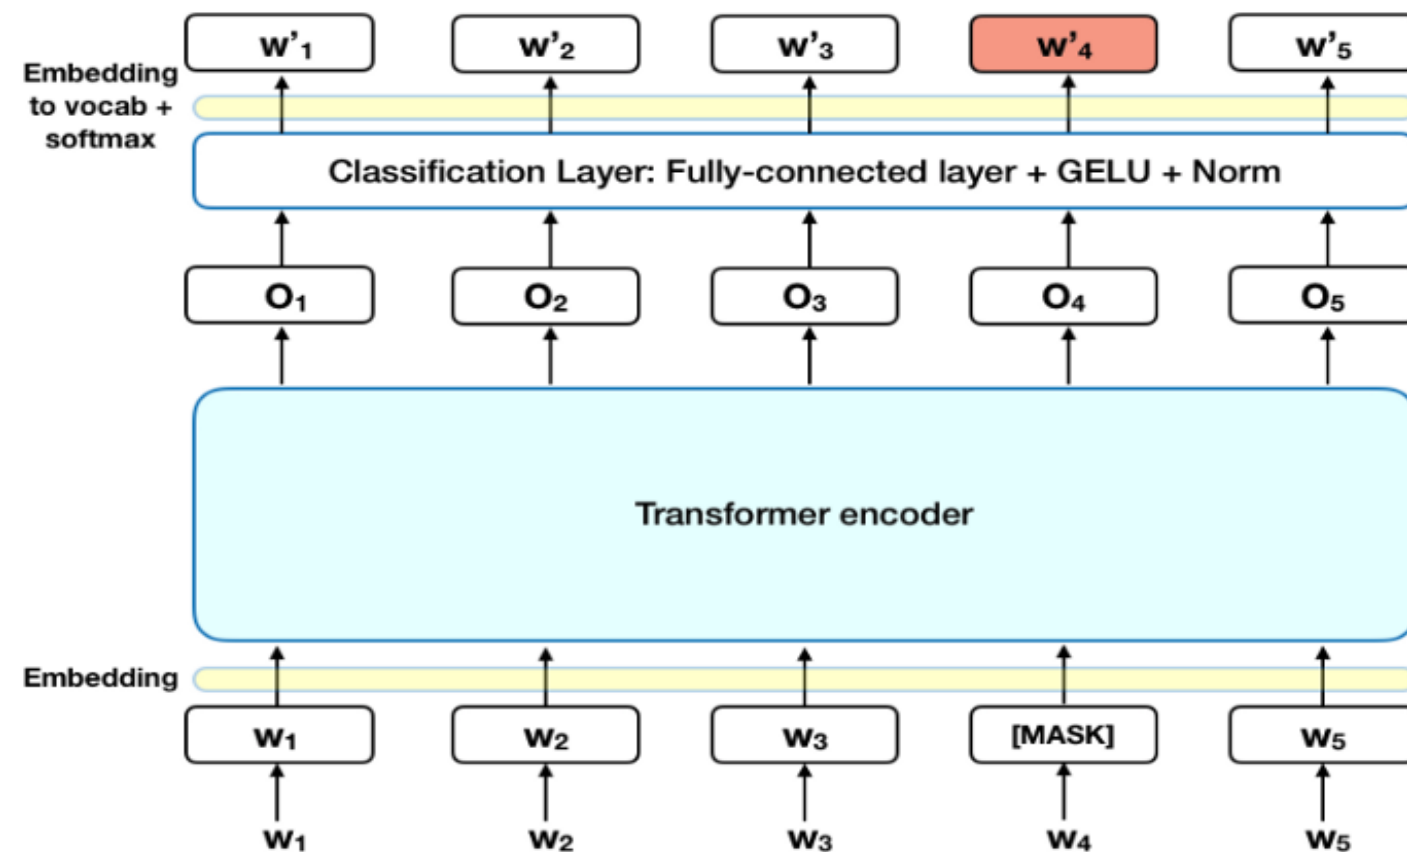 w’₁ w’₂ w’₃ w’₄ w’₅
Embedding
to vocab +
softmax
Classification Layer: Fully-connected layer + GELU + Norm
O₁ O₂ O₃ O₄ O₅
Transformer encoder
Embedding
W₁ W₂ W₃ [MASK] W₅
W₁ W₂ W₃ W₄ W₅